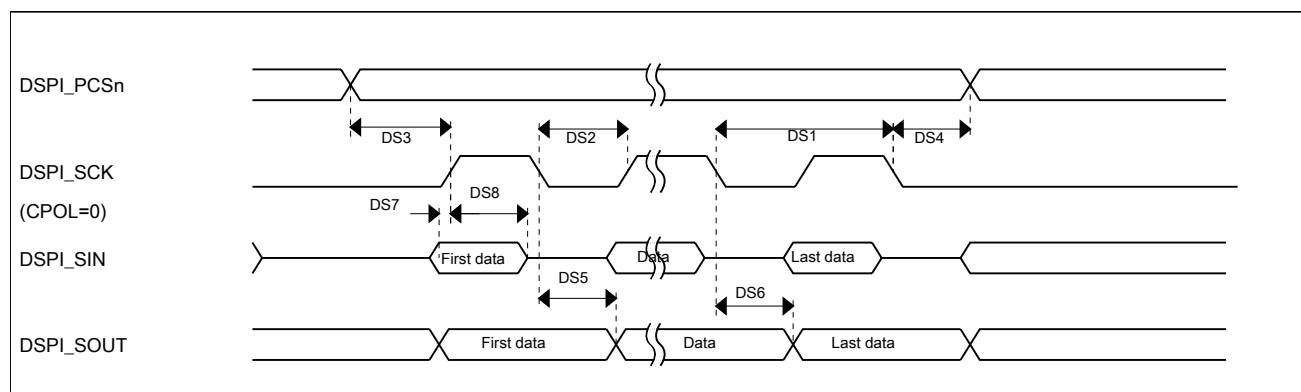 DSPI_PCSn
DS3
DS2
DS1
DS4
DSPI_SCK
(CPOL=0)
DS7
DS8
DSPI_SIN
First data
Data
Last data
DS5
DS6
DSPI_SOUT
First data
Data
Last data